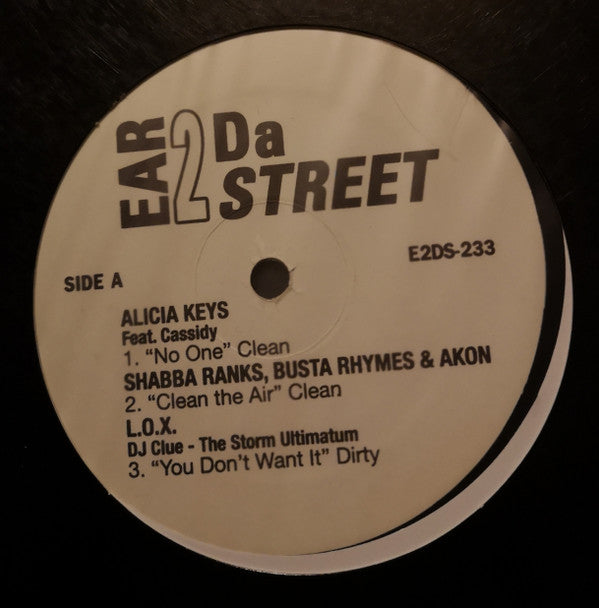 EAR 2 Da
STREET
E2DS-233
SIDE A
ALICIA KEYS
Feat. Cassidy
1. "No One" Clean
SHABBA RANKS, BUSTA RHYMES & AKON
2. "Clean the Air" Clean
L.O.X.
DJ Clue - The Storm Ultimatum
3. "You Don't Want It" Dirty